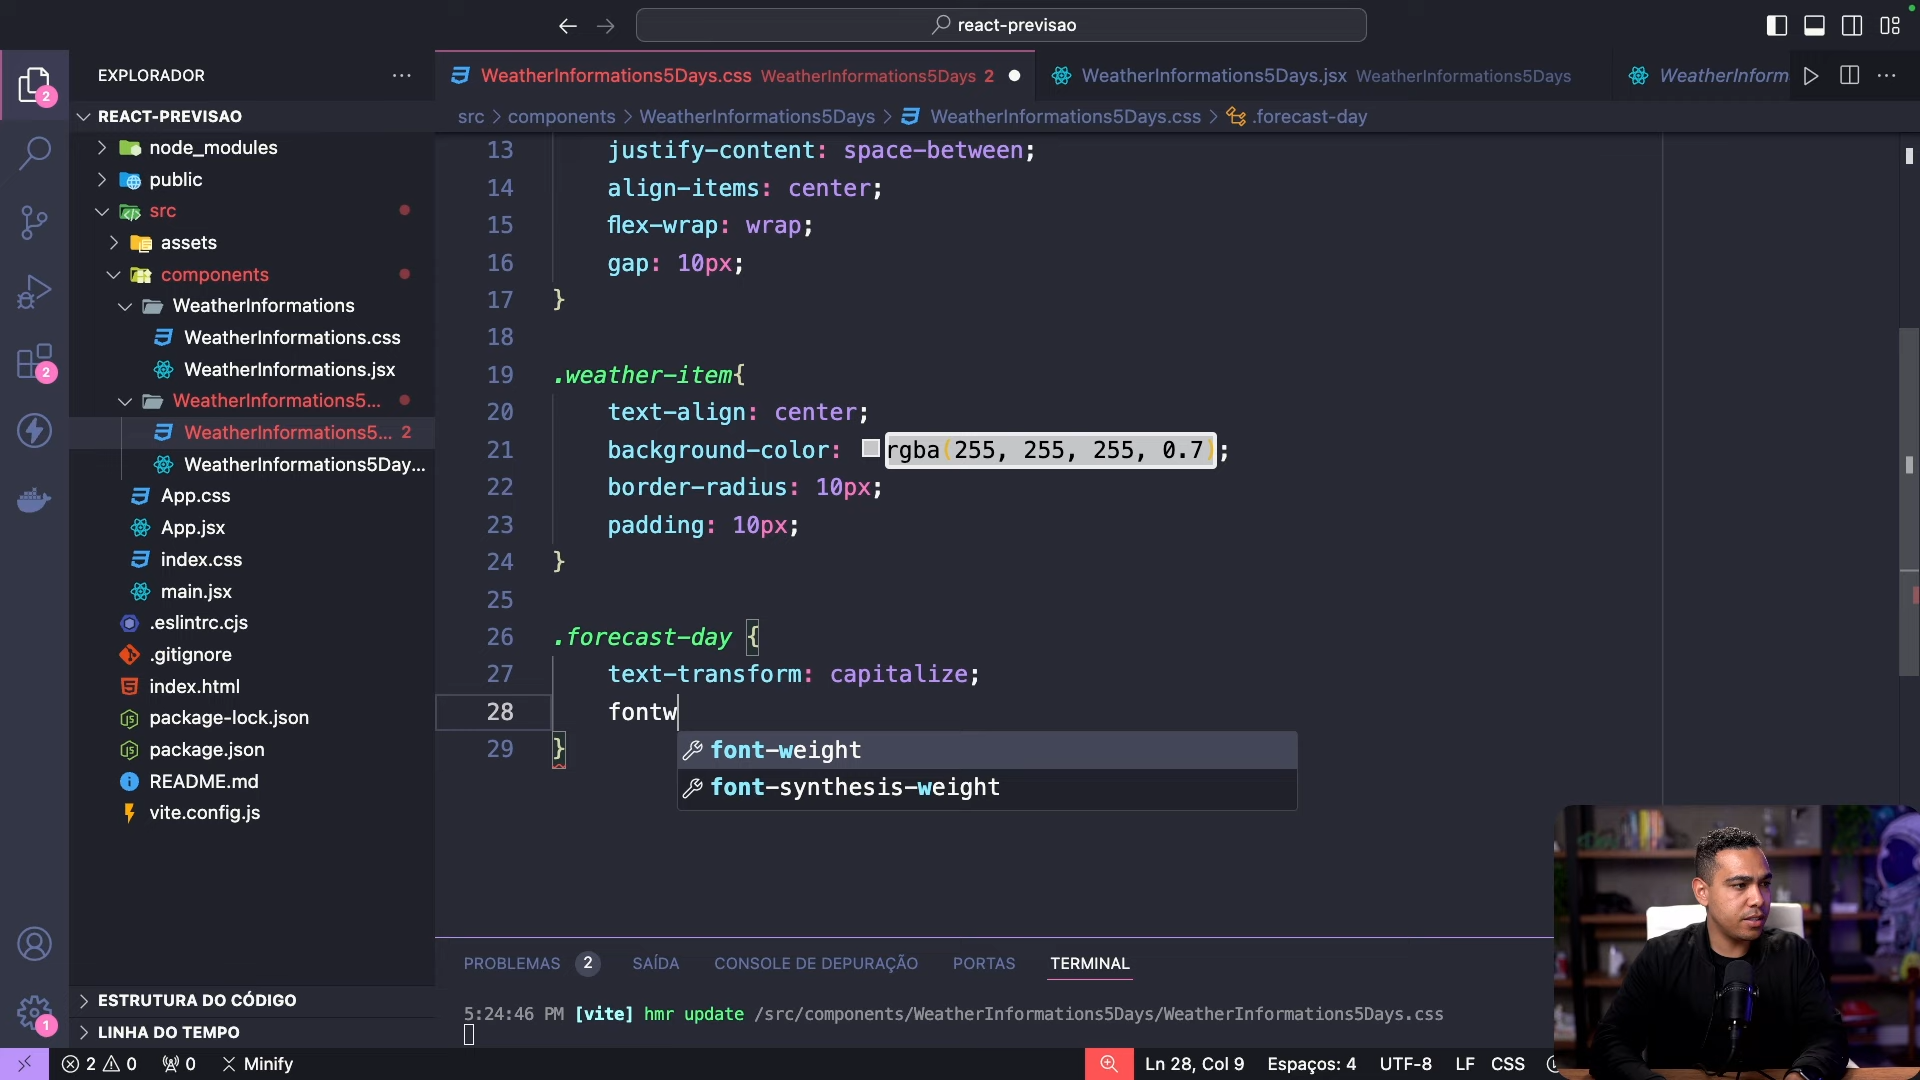 react-previsao
EXPLORADOR
2
REACT-PREVISAO
node_modules
public
src
assets
components
WeatherInformations
WeatherInformations.css
WeatherInformations.jsx
WeatherInformations5...
WeatherInformations5... 2
WeatherInformations5Day...
App.css
App.jsx
index.css
main.jsx
.eslintrc.cjs
.gitignore
index.html
package-lock.json
package.json
README.md
vite.config.js
ESTRUTURA DO CÓDIGO
LINHA DO TEMPO
2
1
WeatherInformations5Days.css WeatherInformations5Days 2
WeatherInformations5Days.jsx WeatherInformations5Days
WeatherInform
src > components > WeatherInformations5Days > WeatherInformations5Days.css > .forecast-day
13 justify-content: space-between;
14 align-items: center;
15 flex-wrap: wrap;
16 gap: 10px;
17 }
18
19 .weather-item{
20 text-align: center;
21 background-color: rgba(255, 255, 255, 0.7);
22 border-radius: 10px;
23 padding: 10px;
24 }
25
26 .forecast-day {
27 text-transform: capitalize;
28 fontw
29 }
font-weight
font-synthesis-weight
PROBLEMAS 2 SAÍDA CONSOLE DE DEPURAÇÃO PORTAS TERMINAL
5:24:46 PM [vite] hmr update /src/components/WeatherInformations5Days/WeatherInformations5Days.css
2 0 0 Minify
Ln 28, Col 9 Espaços: 4 UTF-8 LF CSS